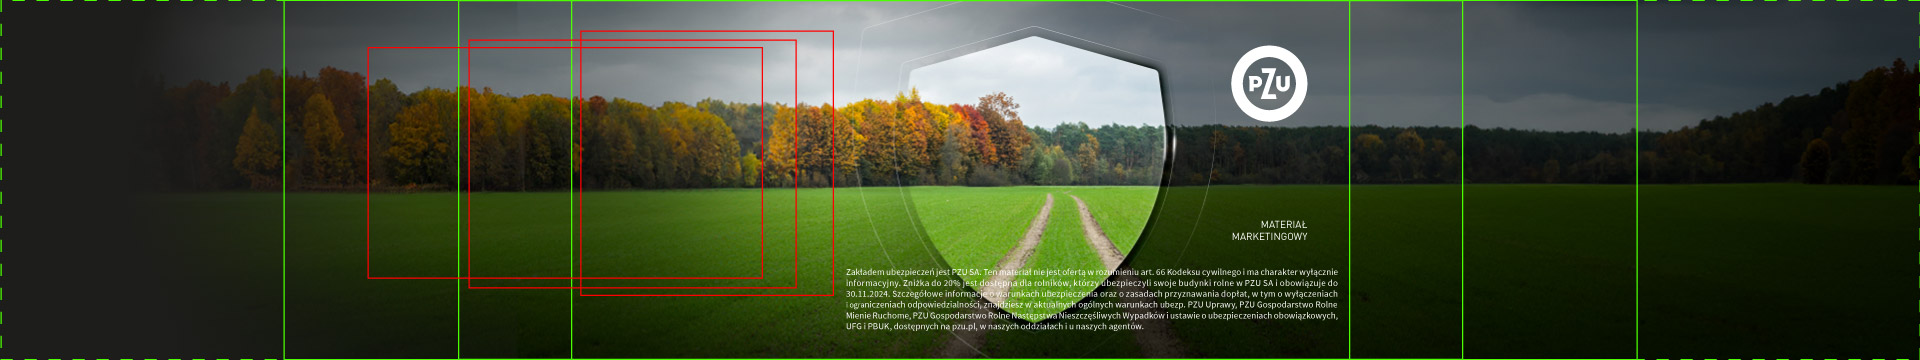 PZU
MATERIAŁ
MARKETINGOWY
Zakładem ubezpieczeń jest PZU SA. Ten materiał nie jest ofertą w rozumieniu art. 66 Kodeksu cywilnego i ma charakter wyłącznie
informacyjny. Zniżka do 20% jest dostępna dla rolników, którzy ubezpieczyli swoje budynki rolne w PZU SA i obowiązuje do
30.11.2024. Szczegółowe informacje o warunkach ubezpieczenia oraz o zasadach przyznawania dopłat, w tym o wyłączeniach
i ograniczeniach odpowiedzialności, znajdziesz w aktualnych ogólnych warunkach ubezp. PZU Uprawy, PZU Gospodarstwo Rolne
Mienie Ruchome, PZU Gospodarstwo Rolne Następstwa Nieszczęśliwych Wypadków i ustawie o ubezpieczeniach obowiązkowych,
UFG i PBUK, dostępnych na pzu.pl, w naszych oddziałach i u naszych agentów.